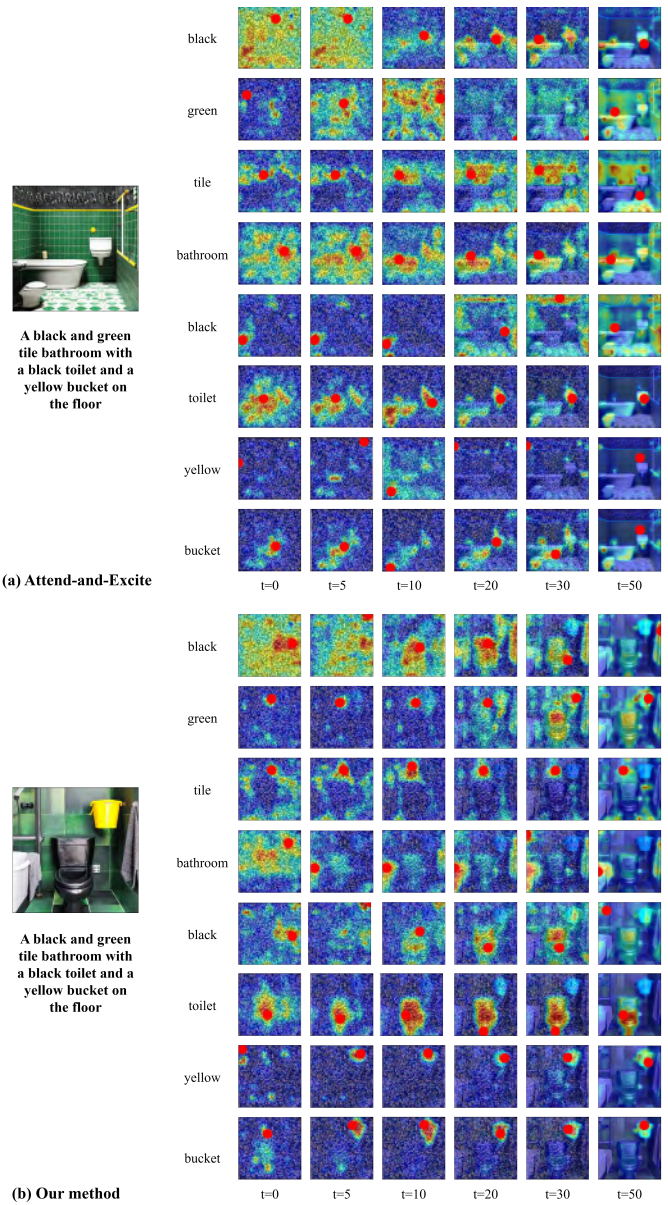 black
green
tile
bathroom
black
toilet
yellow
bucket
A black and green
tile bathroom with
a black toilet and a
yellow bucket on
the floor
(a) Attend-and-Excite
t=0 t=5 t=10 t=20 t=30 t=50
black
green
tile
bathroom
black
toilet
yellow
bucket
A black and green
tile bathroom with
a black toilet and a
yellow bucket on
the floor
(b) Our method
t=0 t=5 t=10 t=20 t=30 t=50